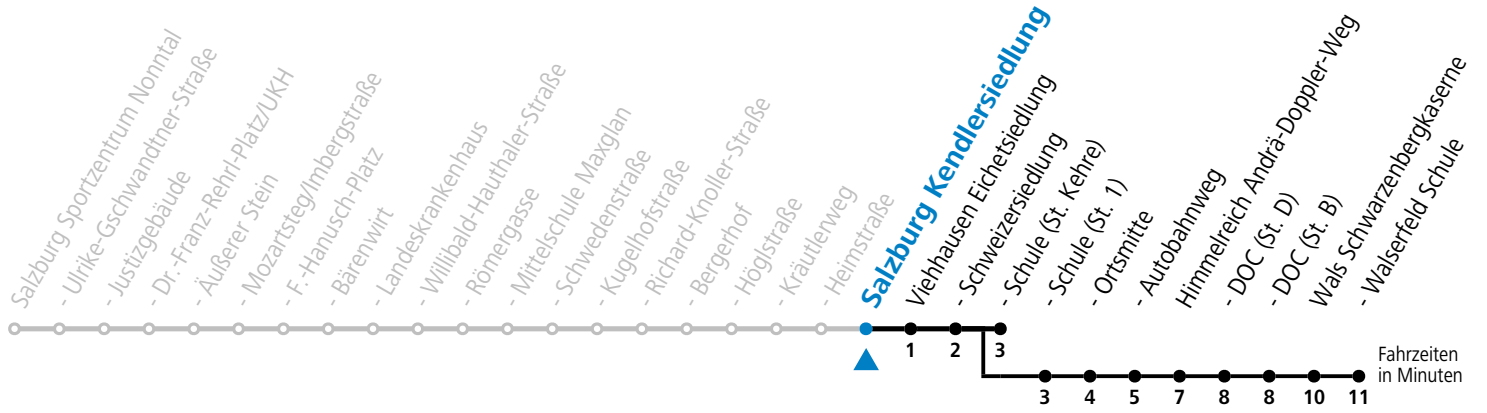 Salzburg Sportzentrum Nonntal
- Ulrike-Gschwandtner-Straße
- Justizgebäude
- Dr. -Franz-Rehrl-Platz/UKH
- Äußerer Stein
- Mozartsteg/Imbergstraße
- F. -Hanusch-Platz
- Bärenwirt
- Landeskrankenhaus
- Willibald-Hauthaler-Straße
- Römergasse
- Mittelschule Maxglan
- Schwedenstraße
- Kugelhofstraße
- Richard-Knoller-Straße
- Bergerhof
- Höglstraße
- Kräutlerweg
- Heimstraße
Salzburg Kendlersiedlung
Viehhausen Eichetsiedlung
- Schweizersiedlung
- Schule (St. Kehre)
- Schule (St. 1)
- Ortsmitte
- Autobahnweg
Himmelreich Andrä-Doppler-Weg
- DOC (St. D)
- DOC (St. B)
Wals Schwarzenbergkaserne
- Walserfeld Schule
1 2 3
Fahrzeiten
in Minuten
3 4 5 7 8 8 10 11